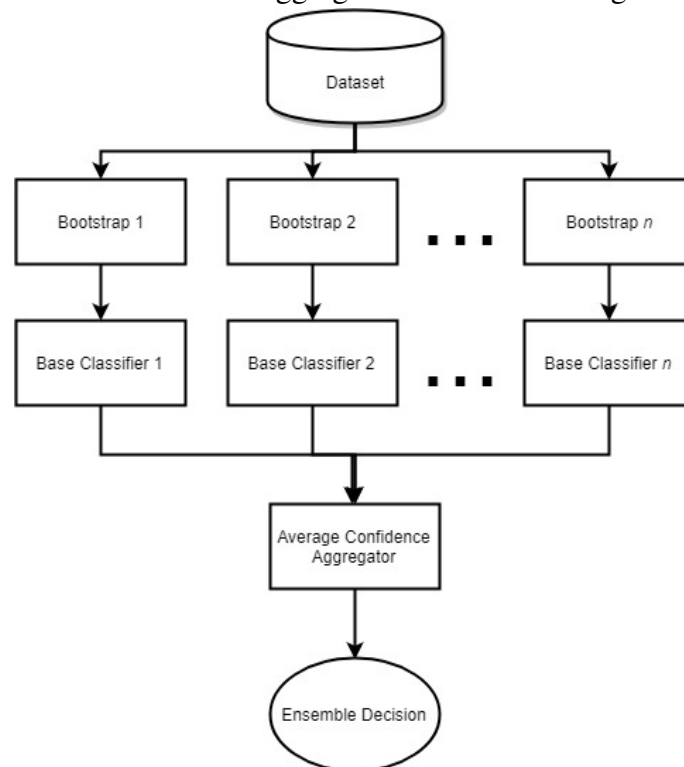 Dataset
Bootstrap 1
Bootstrap 2
Bootstrap n
Base Classifier 1
Base Classifier 2
Base Classifier n
Average Confidence
Aggregator
Ensemble Decision